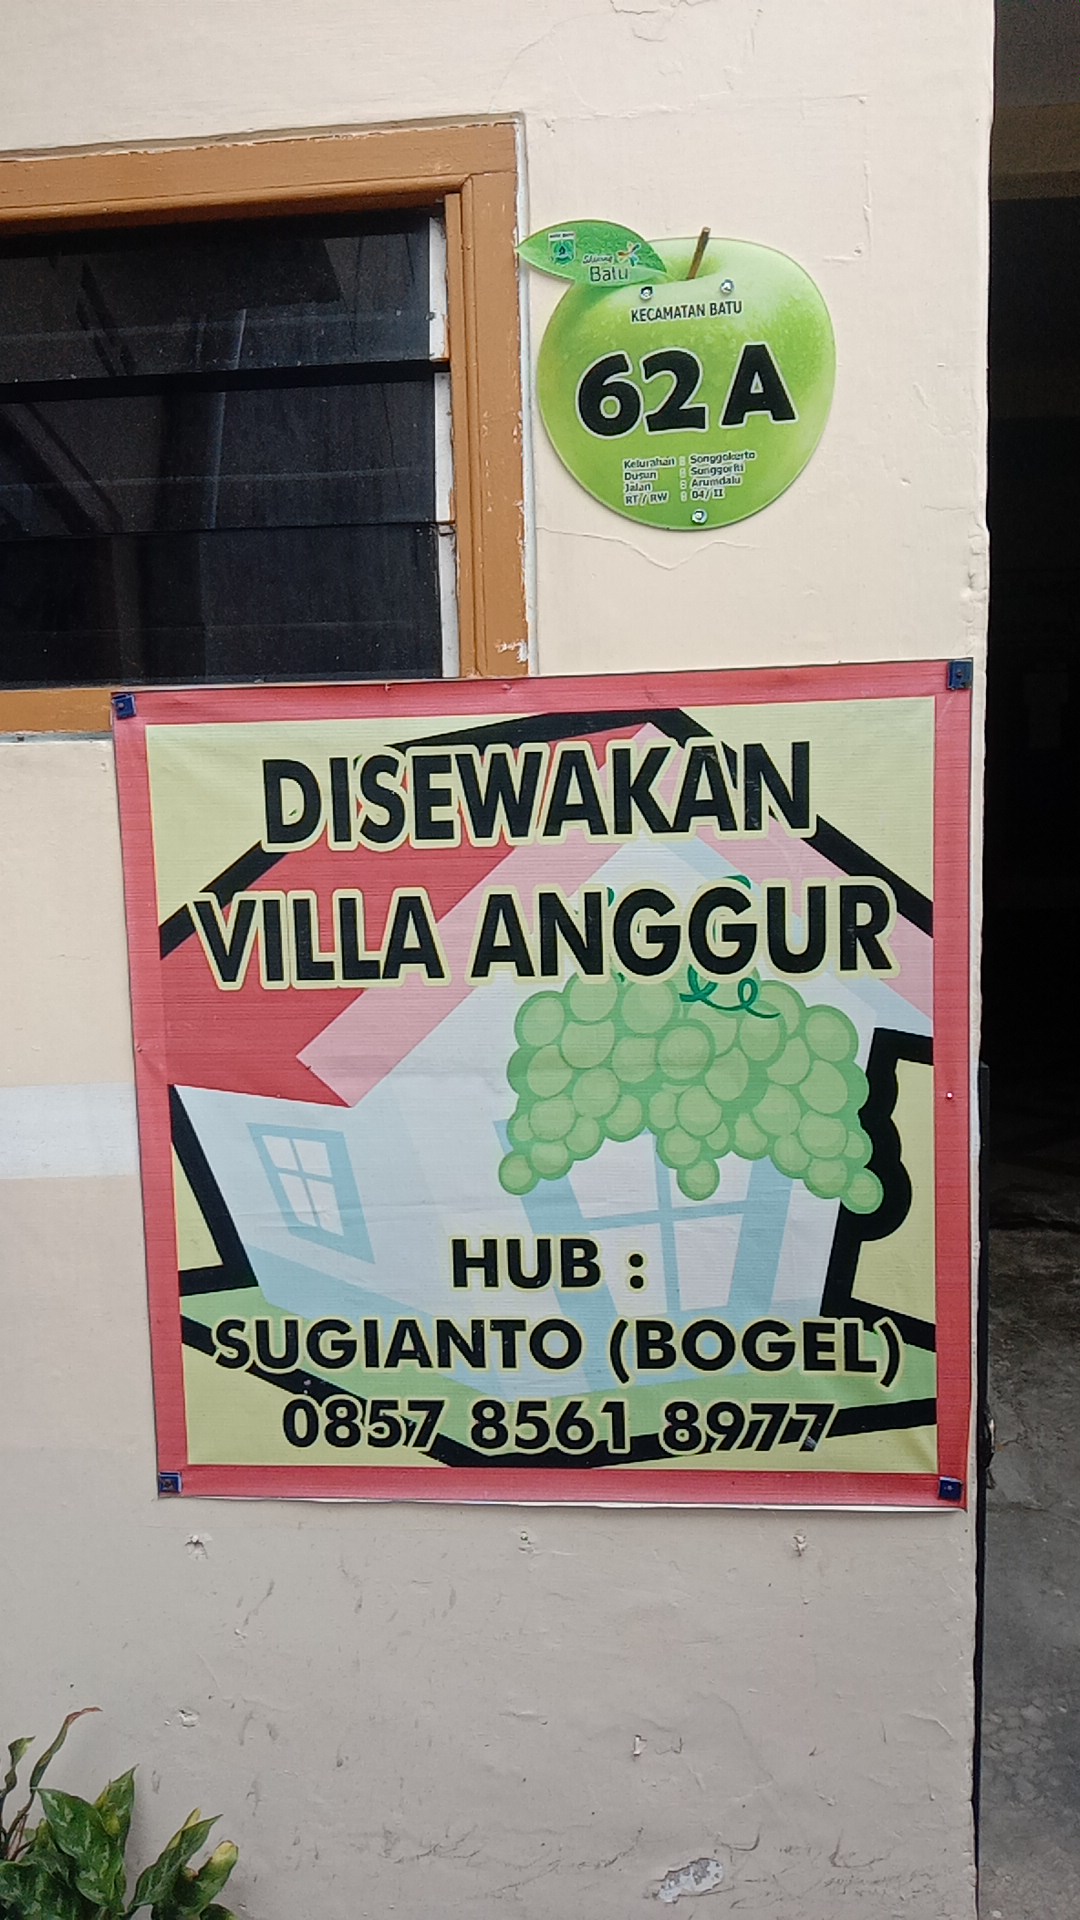 Shining
Batu
KECAMATAN BATU
62 A
Kelurahan : Songgokerto
Dusun : Songgoriti
Jalan : Arumdalu
RT / RW : 04 / II
DISEWAKAN
VILLA ANGGUR
HUB :
SUGIANTO (BOGEL)
0857 8561 8977